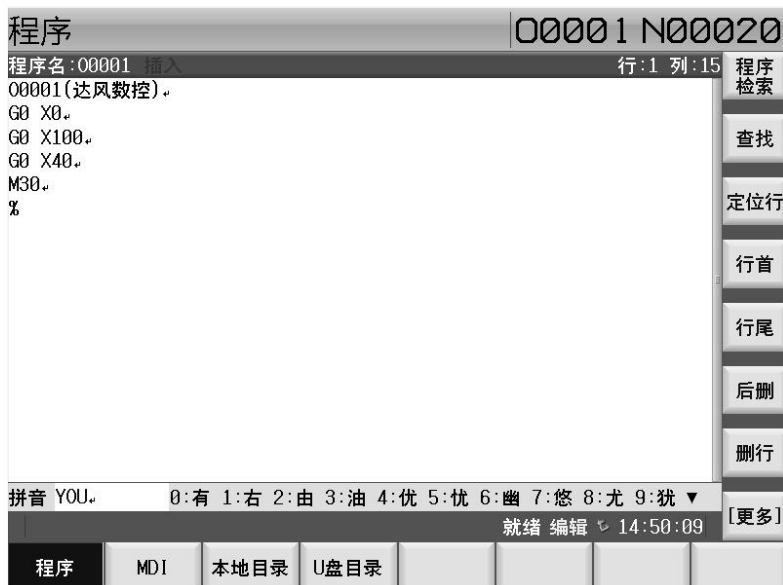 程序 O0001 N00020
程序名:O0001 插入 行:1 列:15
O0001(达风数控)↵
G0 X0↵
G0 X100↵
G0 X40↵
M30↵
%
程序
检索
查找
定位行
行首
行尾
后删
删行
[更多]
拼音 YOU↵ 0:有 1:右 2:由 3:油 4:优 5:忧 6:幽 7:悠 8:尤 9:犹 ▼
就绪 编辑 14:50:09
程序 MDI 本地目录 U盘目录